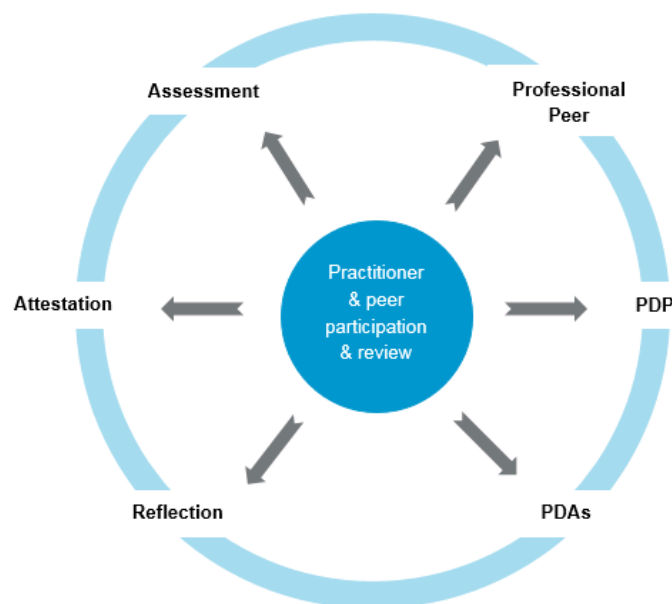 Assessment
Professional
Peer
Practitioner
& peer
participation
& review
Attestation
PDP
Reflection
PDAs